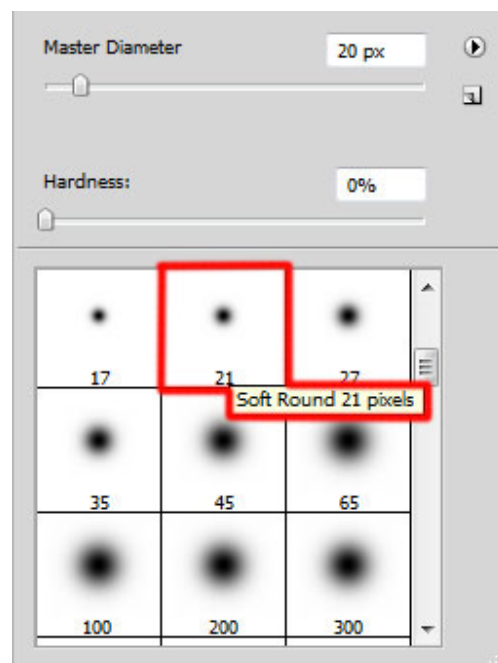 Master Diameter 20 px
Hardness: 0%
17 21 27
Soft Round 21 pixels
35 45 65
100 200 300